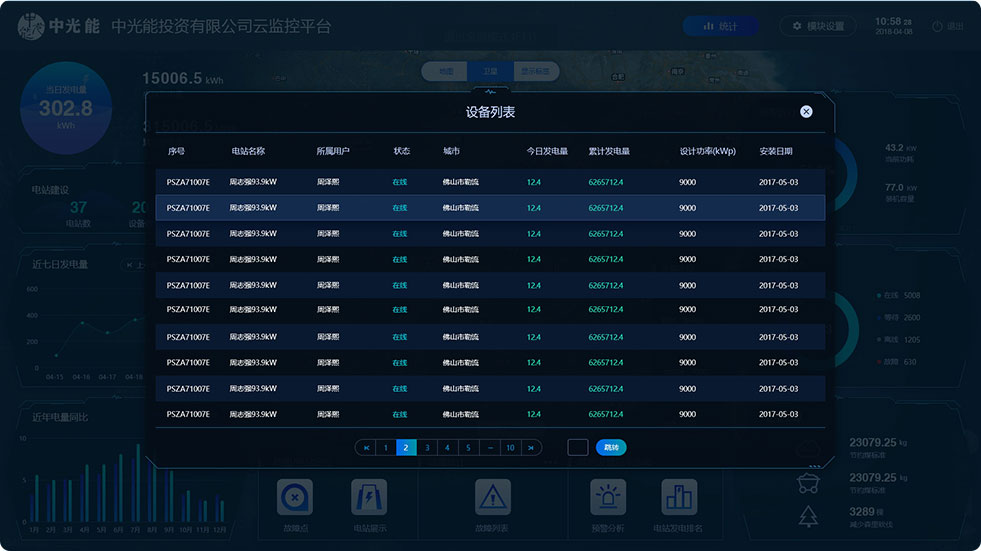 中光能 中光能投资有限公司云监控平台
统计
模块设置
10:58 28
2018-04-08
退出
当日发电量
302.8
kWh
15006.5 kWh
地图 卫星 显示标签
设备列表
序号 电站名称 所属用户 状态 城市 今日发电量 累计发电量 设计功率(kWp) 安装日期
PSZA71007E 周志强93.9kW 周泽熙 在线 佛山市勒流 12.4 6265712.4 9000 2017-05-03
PSZA71007E 周志强93.9kW 周泽熙 在线 佛山市勒流 12.4 6265712.4 9000 2017-05-03
PSZA71007E 周志强93.9kW 周泽熙 在线 佛山市勒流 12.4 6265712.4 9000 2017-05-03
PSZA71007E 周志强93.9kW 周泽熙 在线 佛山市勒流 12.4 6265712.4 9000 2017-05-03
PSZA71007E 周志强93.9kW 周泽熙 在线 佛山市勒流 12.4 6265712.4 9000 2017-05-03
PSZA71007E 周志强93.9kW 周泽熙 在线 佛山市勒流 12.4 6265712.4 9000 2017-05-03
PSZA71007E 周志强93.9kW 周泽熙 在线 佛山市勒流 12.4 6265712.4 9000 2017-05-03
PSZA71007E 周志强93.9kW 周泽熙 在线 佛山市勒流 12.4 6265712.4 9000 2017-05-03
PSZA71007E 周志强93.9kW 周泽熙 在线 佛山市勒流 12.4 6265712.4 9000 2017-05-03
PSZA71007E 周志强93.9kW 周泽熙 在线 佛山市勒流 12.4 6265712.4 9000 2017-05-03
1 2 3 4 5 ... 10
跳转
电站建设
37 20
电站数 设备
近七日发电量
上一
600
400
200
0
04-15 04-16 04-17 04-18
近年电量同比
10
5
0
1月 2月 3月 4月 5月 6月 7月 8月 9月 10月 11月 12月
43.2 kW
当前功耗
77.0 kW
装机容量
在线 5008
等待 2600
离线 1205
故障 630
故障点 电站展示 故障列表 预警分析 电站发电排名
23079.25 kg
节约煤标准
23079.25 kg
节约煤标准
3289 棵
减少森里砍伐